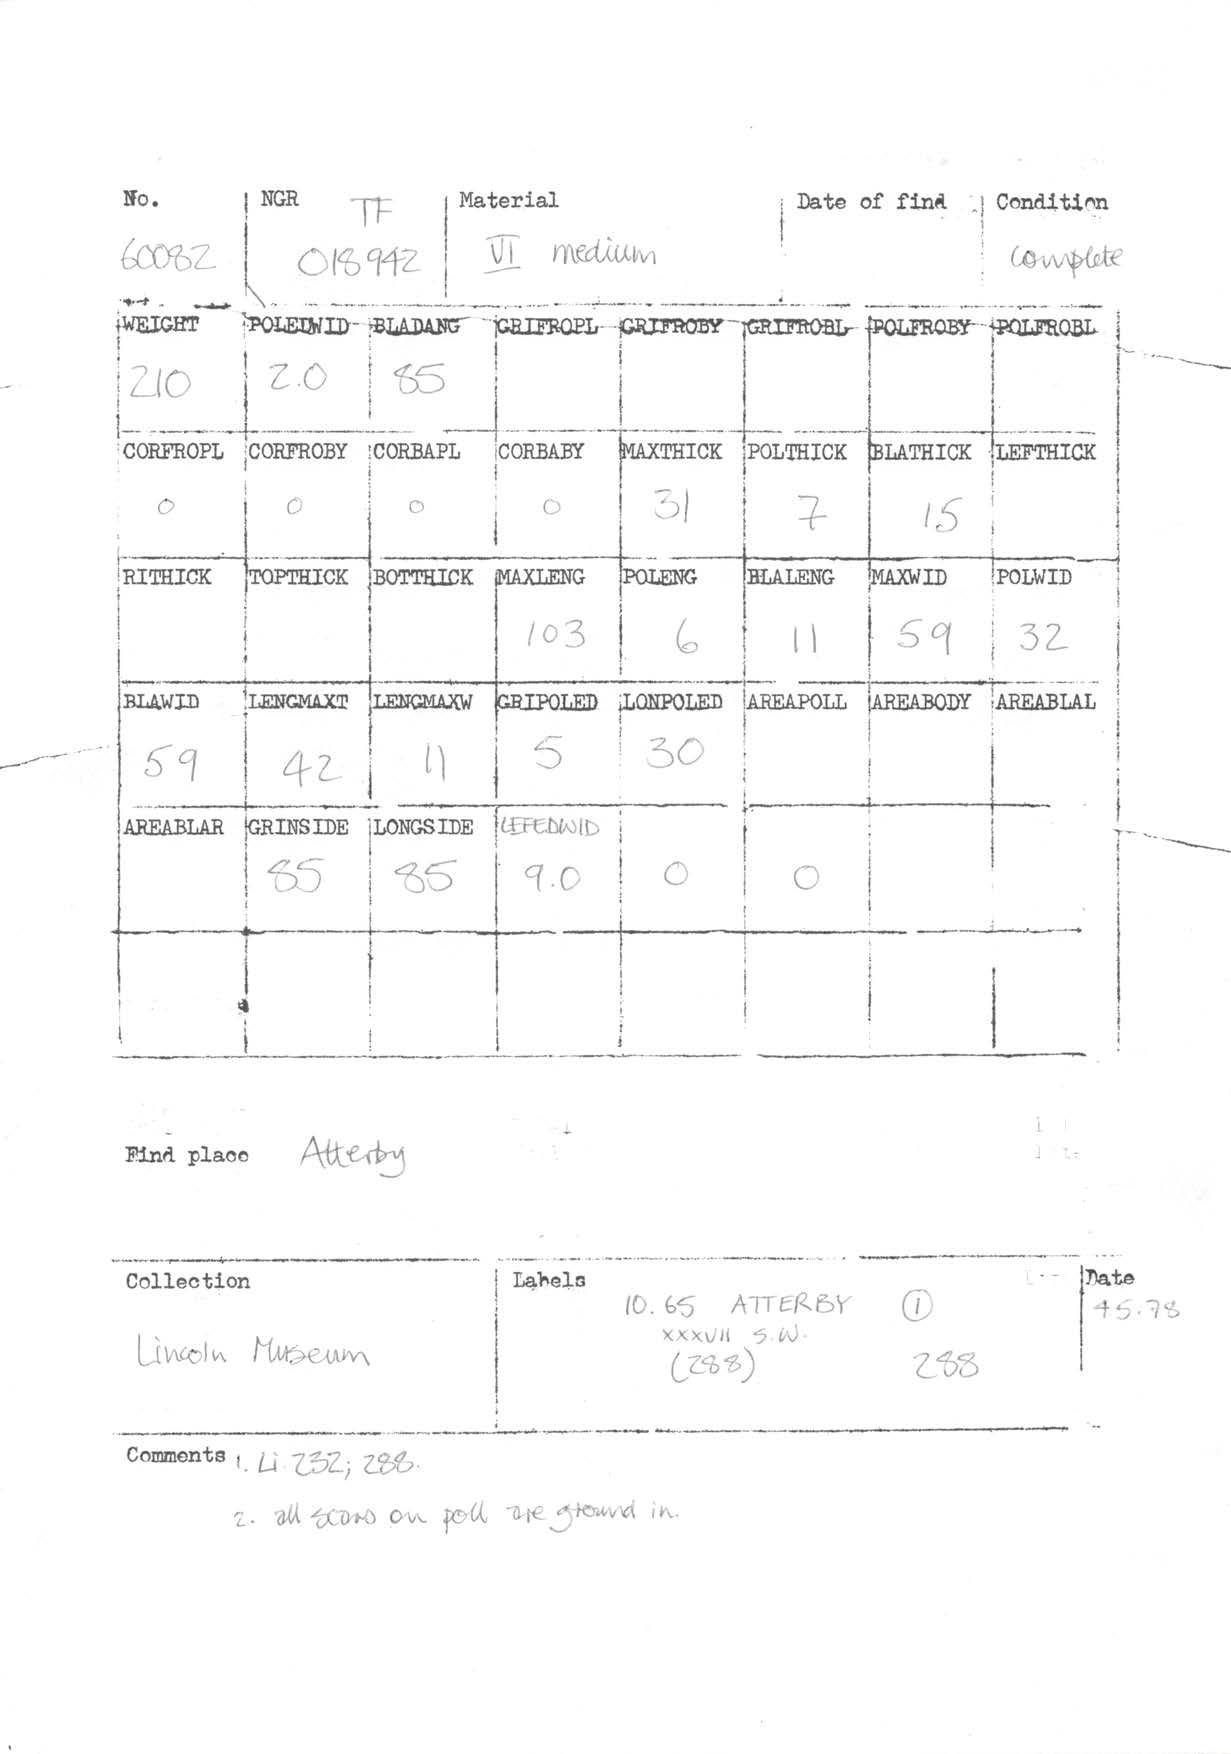 No. NGR TF Material Date of find Condition
60082 018942 VI medium complete
WEIGHT POLEDWID BLADANG GRIFROPL GRIFROBY GRIFROBL POLFROBY POLFROBL
210 2.0 85
CORFROPL CORFROBY CORBAPL CORBABY MAXTHICK POLTHICK BLATHICK LEFTHICK
0 0 0 0 31 7 15
RITHICK TOPTHICK BOTTHICK MAXLENG POLENG BLALENG MAXWID POLWID
103 6 11 59 32
BLAWID LENGMAXT LENGMAXW GRIPOLED LONPOLED AREAPOLL AREABODY AREABLAL
59 42 11 5 30
AREABLAR GRINSIDE LONGSIDE LEFEDWID
85 85 9.0 0 0
Find place Atterby
Collection Labels Date
10.65 ATTERBY 1 45.78
XXXVII S.W.
Lincoln Museum (288) 288
Comments 1. Li 232; 288.
2. all scars on poll are ground in.